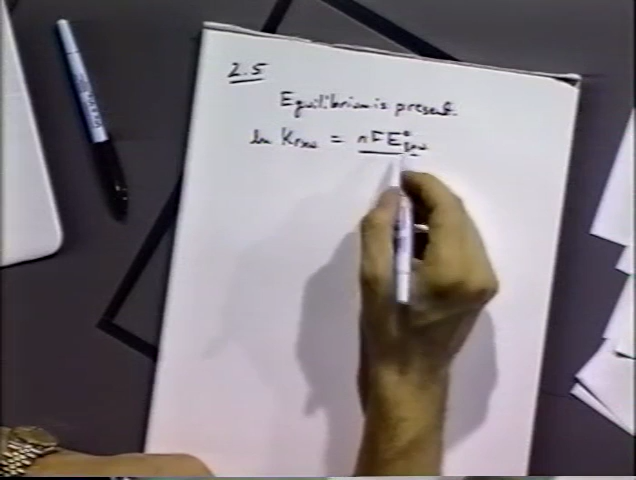 2.5
Equilibrium is present.
ln Krxn = nFE°rxn